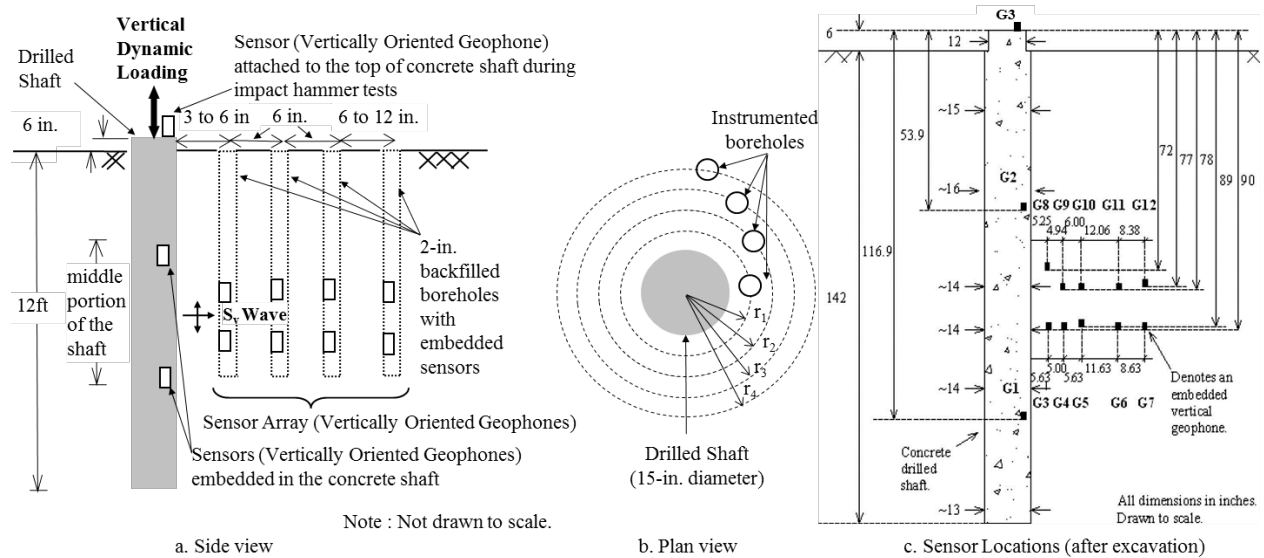 Vertical
Dynamic
Loading
Drilled
Shaft
Sensor (Vertically Oriented Geophone)
attached to the top of concrete shaft during
impact hammer tests
6 in.
3 to 6 in
6 in.
6 to 12 in.
12ft
middle
portion
of the
shaft
Sv Wave
2-in.
backfilled
boreholes
with
embedded
sensors
Sensor Array (Vertically Oriented Geophones)
Sensors (Vertically Oriented Geophones)
embedded in the concrete shaft
Note : Not drawn to scale.
a. Side view
Instrumented
boreholes
r1
r2
r3
r4
Drilled Shaft
(15-in. diameter)
b. Plan view
G3
6
12
~15
53.9
72
77
78
89
90
G2
~16
G8 G9 G10 G11 G12
5.25
4.94
6.00
12.06
8.38
116.9
142
~14
~14
5.63
5.00
5.63
11.63
8.63
~14
G1
G3 G4 G5 G6 G7
Denotes an
embedded
vertical
geophone.
Concrete
drilled
shaft.
~13
All dimensions in inches.
Drawn to scale.
c. Sensor Locations (after excavation)